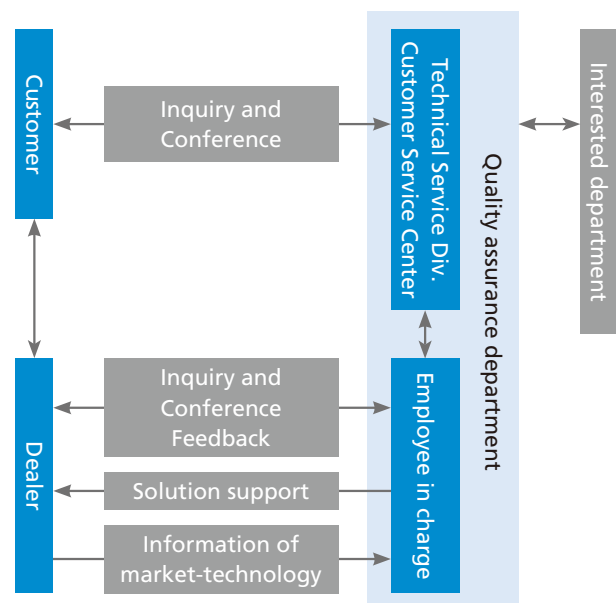 Customer
Inquiry and
Conference
Technical Service Div.
Customer Service Center
Quality assurance department
Interested department
Dealer
Inquiry and
Conference
Feedback
Employee in charge
Solution support
Information of
market-technology